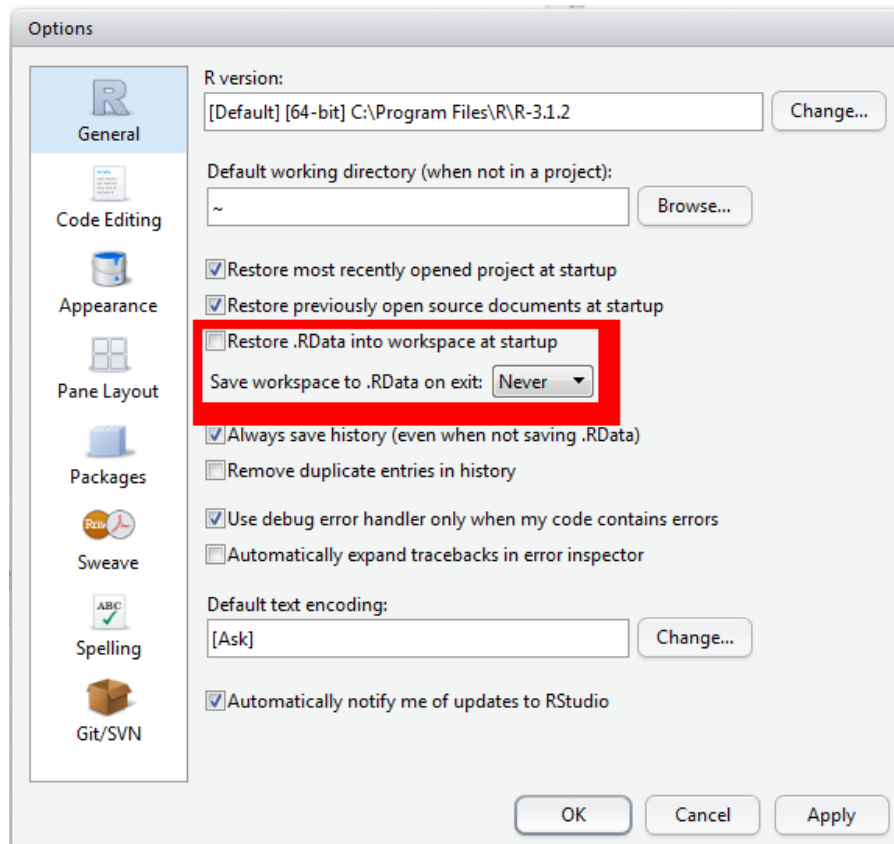 Options
R
General
Code Editing
Appearance
Pane Layout
Packages
Rnw
Sweave
ABC
Spelling
Git/SVN
R version:
[Default] [64-bit] C:\Program Files\R\R-3.1.2
Change...
Default working directory (when not in a project):
~
Browse...
Restore most recently opened project at startup
Restore previously open source documents at startup
Restore .RData into workspace at startup
Save workspace to .RData on exit: Never
Always save history (even when not saving .RData)
Remove duplicate entries in history
Use debug error handler only when my code contains errors
Automatically expand tracebacks in error inspector
Default text encoding:
[Ask]
Change...
Automatically notify me of updates to RStudio
OK
Cancel
Apply